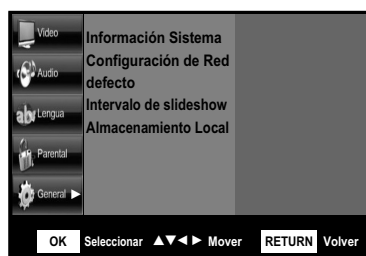 Video
Audio
Lengua
Parental
General
Información Sistema
Configuración de Red
defecto
Intervalo de slideshow
Almacenamiento Local
OK Seleccionar ▲▼◄► Mover RETURN Volver